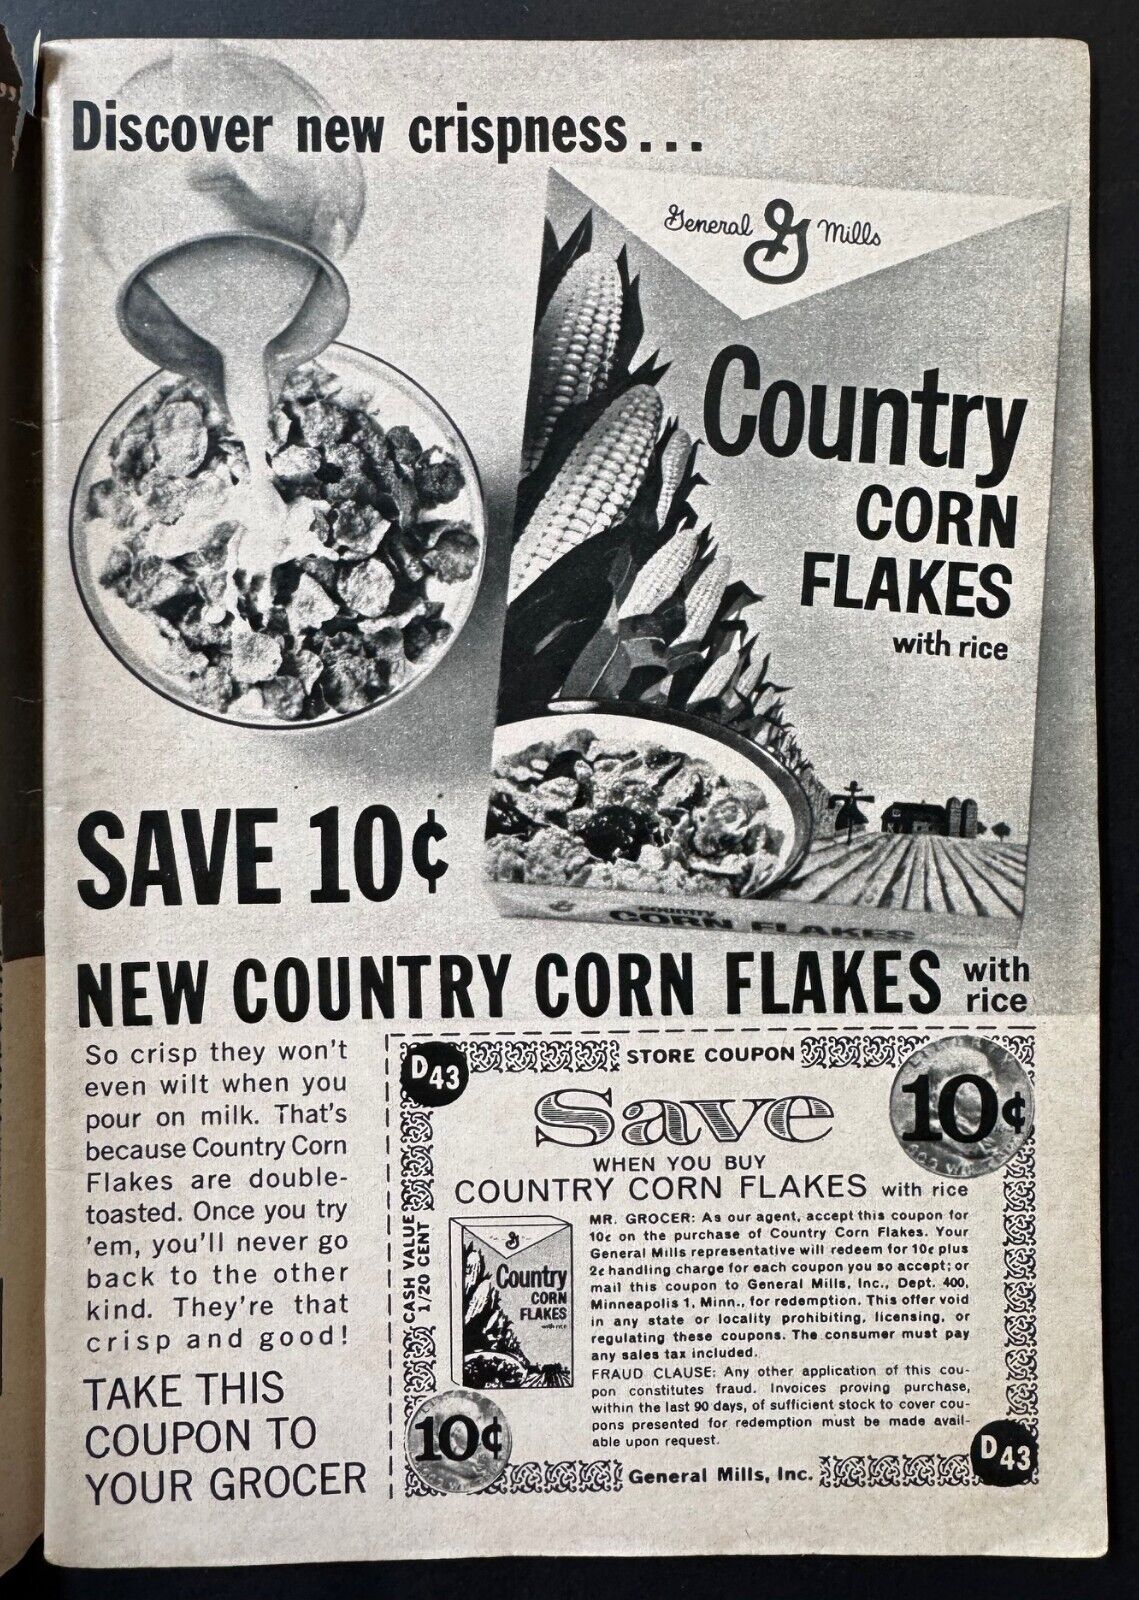 Discover new crispness...
General G Mills
Country
CORN
FLAKES
with rice
COUNTRY
CORN FLAKES
SAVE 10¢
NEW COUNTRY CORN FLAKES with rice
So crisp they won't
even wilt when you
pour on milk. That's
because Country Corn
Flakes are double-
toasted. Once you try
'em, you'll never go
back to the other
kind. They're that
crisp and good!
TAKE THIS
COUPON TO
YOUR GROCER
D43
STORE COUPON
10¢
Save
WHEN YOU BUY
COUNTRY CORN FLAKES with rice
CASH VALUE
1/20 CENT
Country
CORN
FLAKES
with rice
MR. GROCER: As our agent, accept this coupon for
10¢ on the purchase of Country Corn Flakes. Your
General Mills representative will redeem for 10¢ plus
2¢ handling charge for each coupon you so accept; or
mail this coupon to General Mills, Inc., Dept. 400,
Minneapolis 1, Minn., for redemption. This offer void
in any state or locality prohibiting, licensing, or
regulating these coupons. The consumer must pay
any sales tax included.
FRAUD CLAUSE: Any other application of this cou-
pon constitutes fraud. Invoices proving purchase,
within the last 90 days, of sufficient stock to cover cou-
pons presented for redemption must be made avail-
able upon request.
10¢
General Mills, Inc.
D43